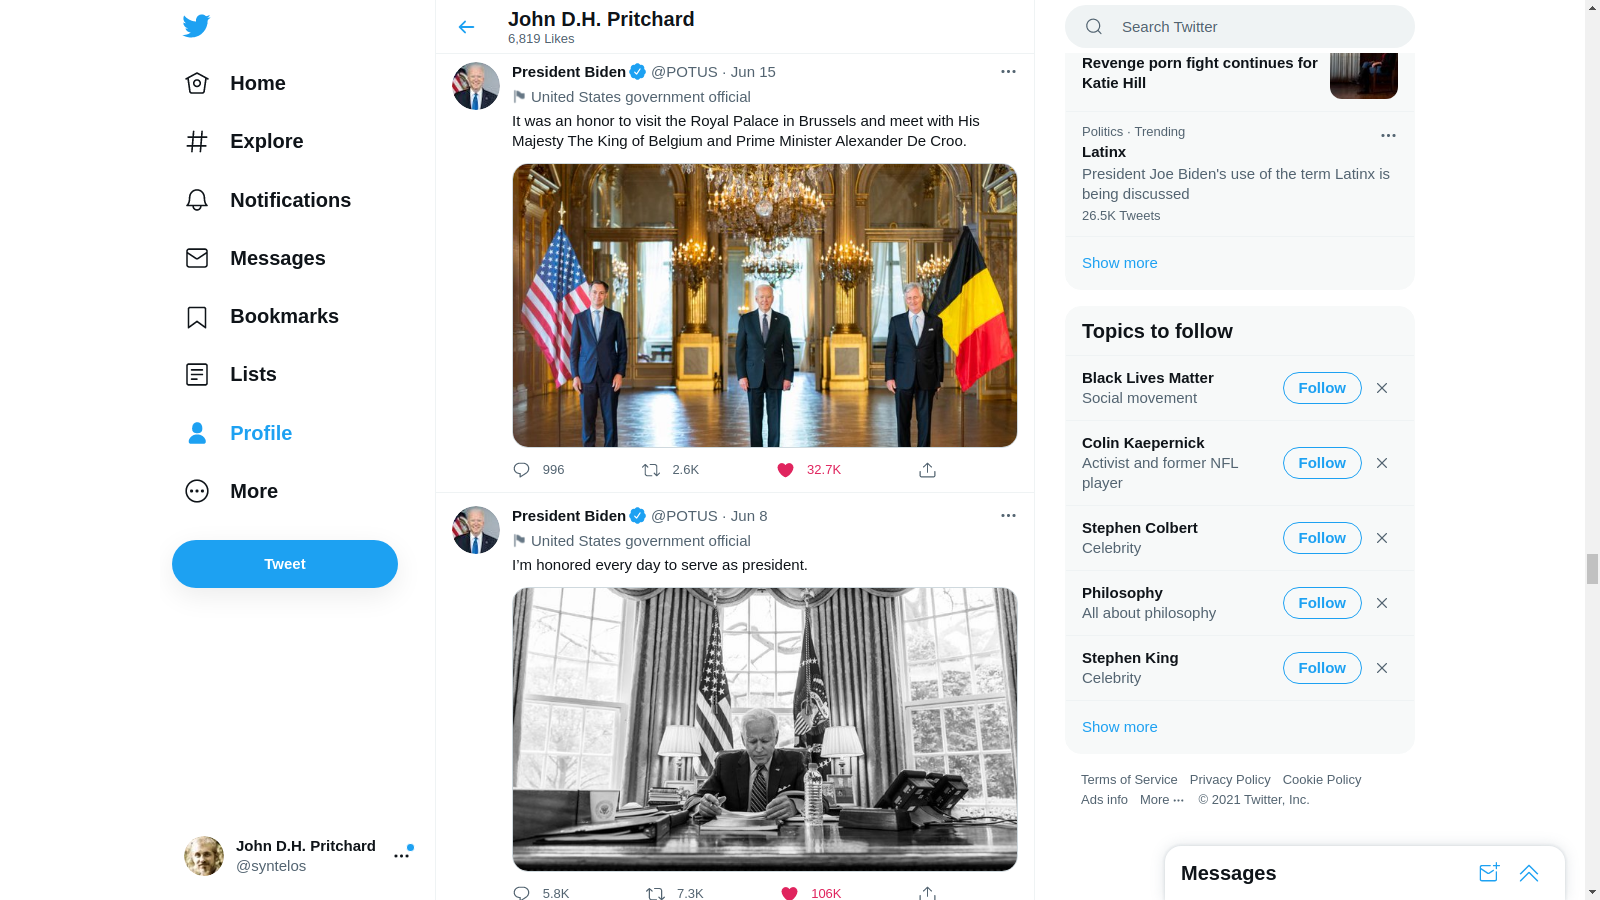 Home
Explore
Notifications
Messages
Bookmarks
Lists
Profile
More
Tweet
John D.H. Pritchard
@syntelos
John D.H. Pritchard
6,819 Likes
President Biden @POTUS · Jun 15
United States government official
It was an honor to visit the Royal Palace in Brussels and meet with His
Majesty The King of Belgium and Prime Minister Alexander De Croo.
996 2.6K 32.7K
President Biden @POTUS · Jun 8
United States government official
I'm honored every day to serve as president.
5.8K 7.3K 106K
Search Twitter
Revenge porn fight continues for
Katie Hill
Politics · Trending
Latinx
President Joe Biden's use of the term Latinx is
being discussed
26.5K Tweets
Show more
Topics to follow
Black Lives Matter
Social movement
Follow
Colin Kaepernick
Activist and former NFL
player
Follow
Stephen Colbert
Celebrity
Follow
Philosophy
All about philosophy
Follow
Stephen King
Celebrity
Follow
Show more
Terms of Service Privacy Policy Cookie Policy
Ads info More ··· © 2021 Twitter, Inc.
Messages